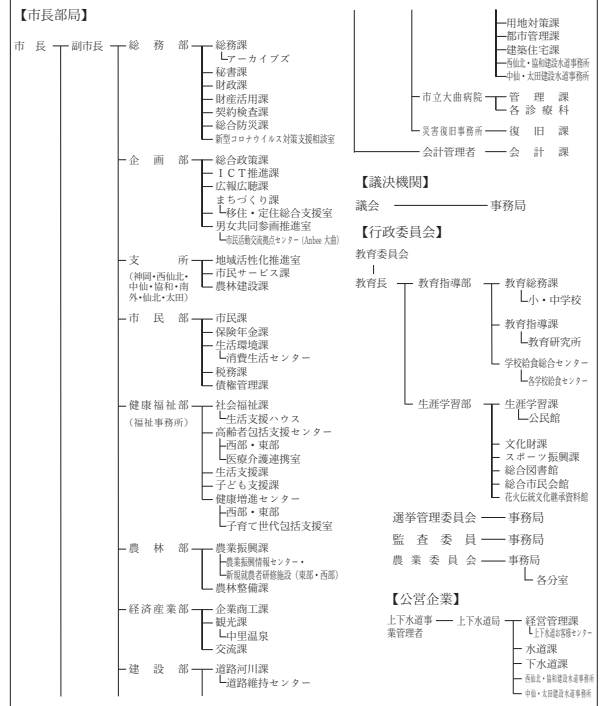 【市長部局】
市長 副市長 総務部 総務課
アーカイブズ
秘書課
財政課
財産活用課
契約検査課
総合防災課
新型コロナウイルス対策支援相談室
企画部 総合政策課
ＩＣＴ推進課
広報広聴課
まちづくり課
移住・定住総合支援室
男女共同参画推進室
市民活動交流拠点センター(Anbee 大曲)
支所 地域活性化推進室
(神岡・西仙北・ 市民サービス課
中仙・協和・南 農林建設課
外・仙北・太田)
市民部 市民課
保険年金課
生活環境課
消費生活センター
税務課
債権管理課
健康福祉部 社会福祉課
(福祉事務所) 生活支援ハウス
高齢者包括支援センター
西部・東部
医療介護連携室
生活支援課
子ども支援課
健康増進センター
西部・東部
子育て世代包括支援室
農林部 農業振興課
農業振興情報センター・
新規就農者研修施設（東部・西部）
農林整備課
経済産業部 企業商工課
観光課
中里温泉
交流課
建設部 道路河川課
道路維持センター
用地対策課
都市管理課
建築住宅課
西仙北・協和建設水道事務所
中仙・太田建設水道事務所
市立大曲病院 管理課
各診療科
災害復旧事務所 復旧課
会計管理者 会計課
【議決機関】
議会 事務局
【行政委員会】
教育委員会
教育長 教育指導部 教育総務課
小・中学校
教育指導課
教育研究所
学校給食総合センター
各学校給食センター
生涯学習部 生涯学習課
公民館
文化財課
スポーツ振興課
総合図書館
総合市民会館
花火伝統文化継承資料館
選挙管理委員会 事務局
監査委員 事務局
農業委員会 事務局
各分室
【公営企業】
上下水道事 上下水道局 経営管理課
業管理者 上下水道お客様センター
水道課
下水道課
西仙北・協和建設水道事務所
中仙・太田建設水道事務所